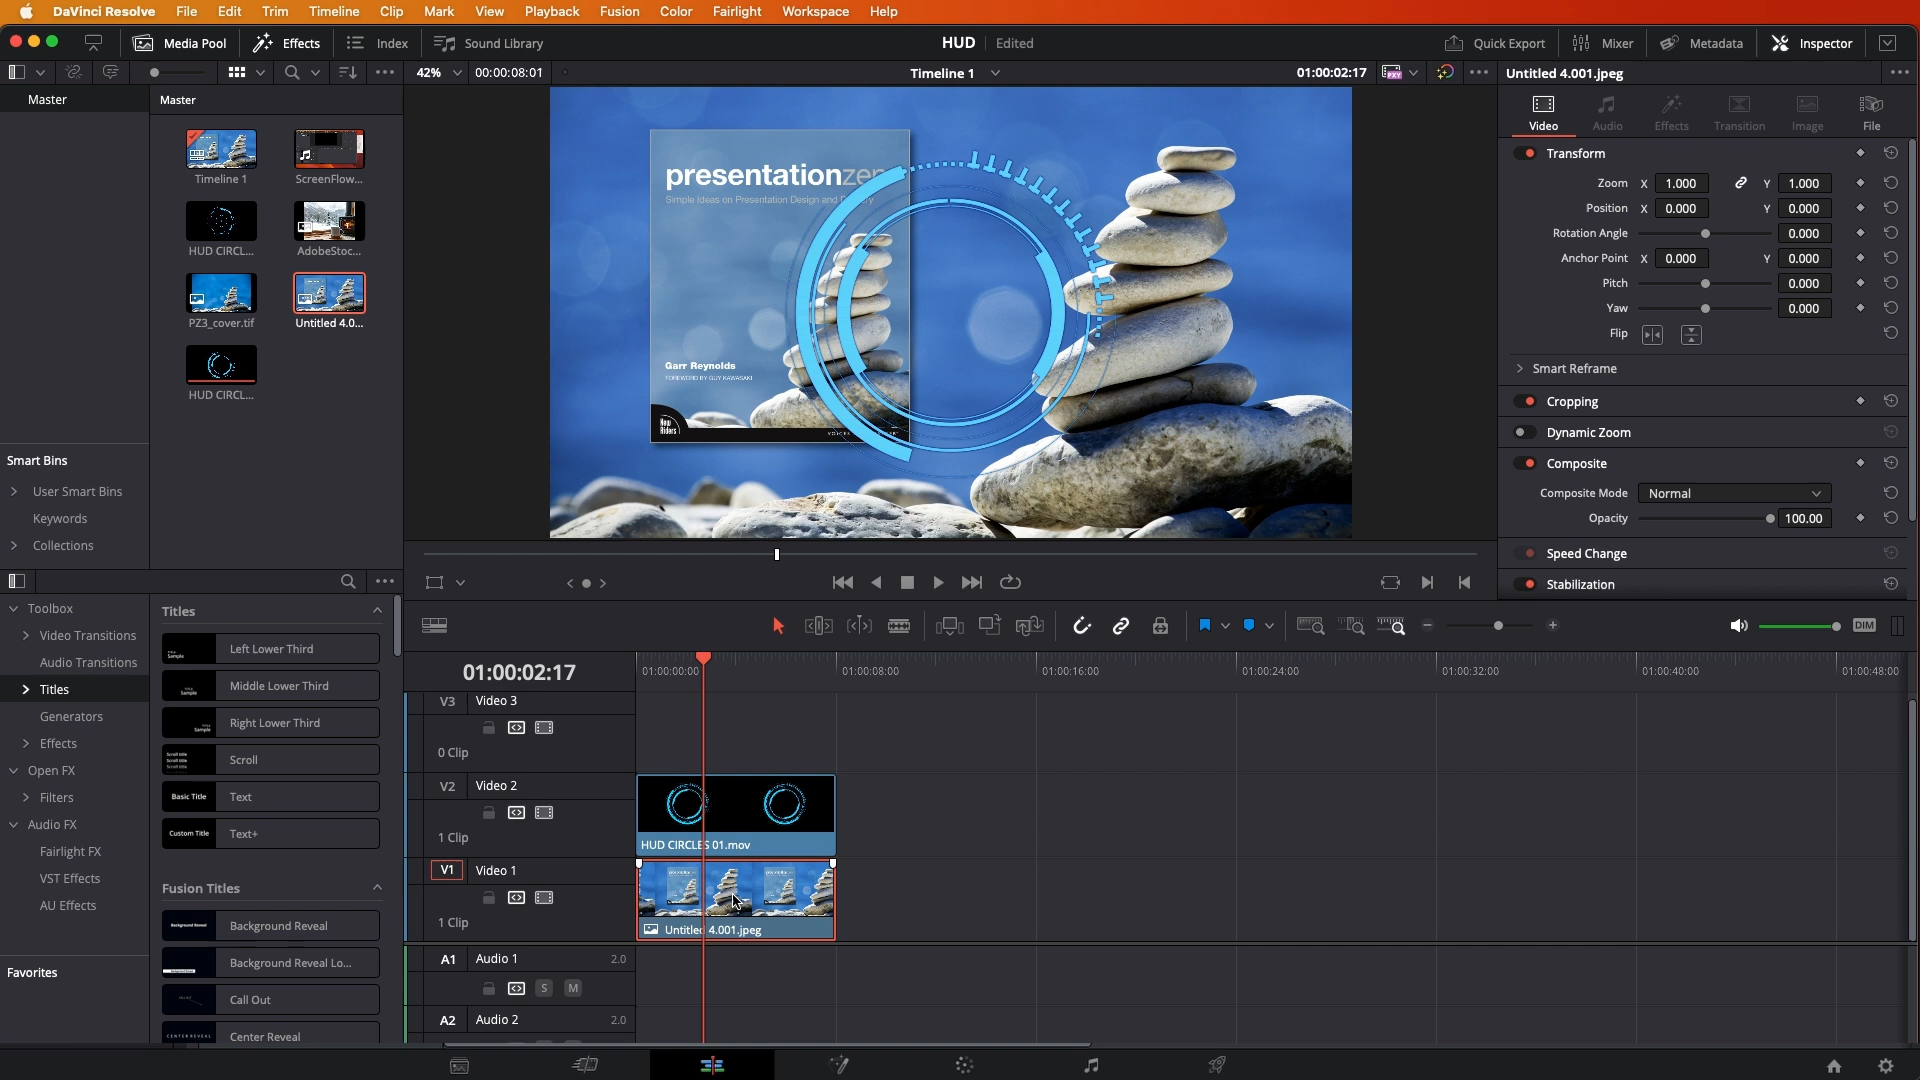 DaVinci Resolve File Edit Trim Timeline Clip Mark View Playback Fusion Color Fairlight Workspace Help
Media Pool Effects Index Sound Library HUD Edited Quick Export Mixer Metadata Inspector
42% 00:00:08:01 Timeline 1 01:00:02:17 PXY Untitled 4.001.jpeg
Master
Master
Timeline 1
ScreenFlow...
HUD CIRCL...
AdobeStoc...
PZ3_cover.tif
Untitled 4.0...
HUD CIRCL...
Smart Bins
User Smart Bins
Keywords
Collections
presentationzen
Simple Ideas on Presentation Design and Delivery
Garr Reynolds
FOREWORD BY GUY KAWASAKI
New Riders
Video Audio Effects Transition Image File
Transform
Zoom X 1.000 Y 1.000
Position X 0.000 Y 0.000
Rotation Angle 0.000
Anchor Point X 0.000 Y 0.000
Pitch 0.000
Yaw 0.000
Flip
Smart Reframe
Cropping
Dynamic Zoom
Composite
Composite Mode Normal
Opacity 100.00
Speed Change
Stabilization
Toolbox
Video Transitions
Audio Transitions
Titles
Generators
Effects
Open FX
Filters
Audio FX
Fairlight FX
VST Effects
AU Effects
Favorites
Titles
Left Lower Third
Middle Lower Third
Right Lower Third
Scroll
Basic Title Text
Custom Title Text+
Fusion Titles
Background Reveal
Background Reveal Lo...
Call Out
CENTER REVEAL Center Reveal
DIM
01:00:02:17
01:00:00:00 01:00:08:00 01:00:16:00 01:00:24:00 01:00:32:00 01:00:40:00 01:00:48:00
V3 Video 3
0 Clip
V2 Video 2
1 Clip
HUD CIRCLES 01.mov
V1 Video 1
1 Clip
Untitled 4.001.jpeg
A1 Audio 1 2.0
S M
A2 Audio 2 2.0